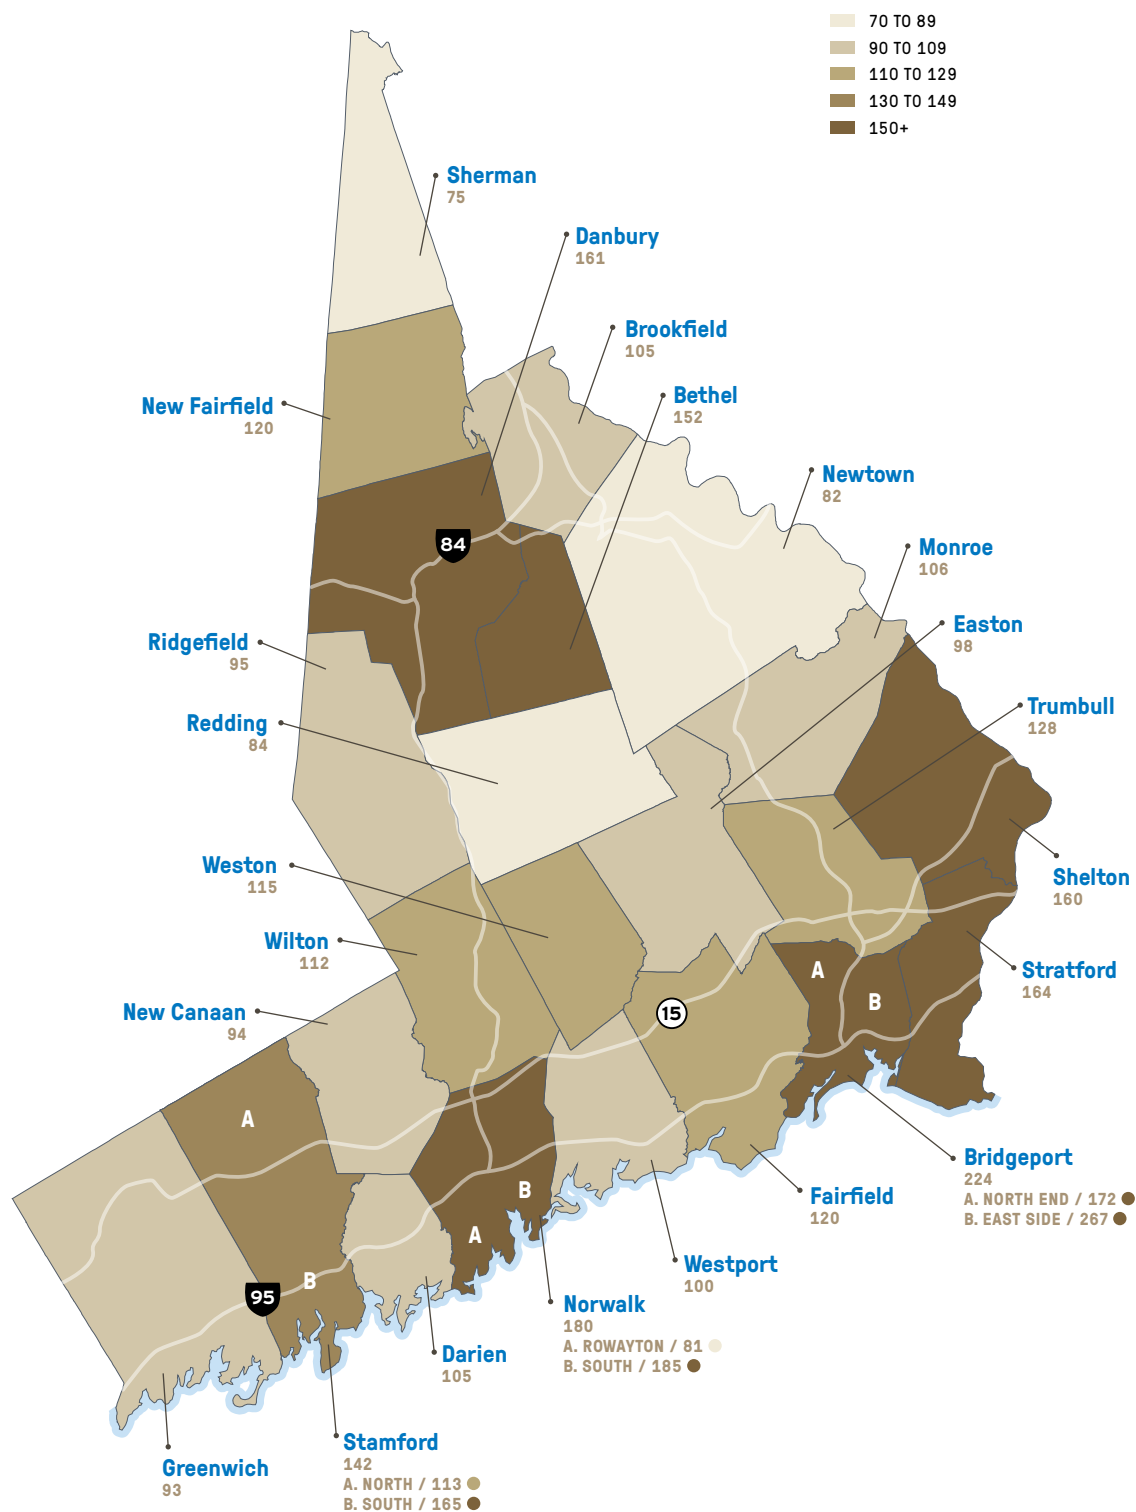 70 TO 89
90 TO 109
110 TO 129
130 TO 149
150+
Sherman
75
Danbury
161
Brookfield
105
Bethel
152
New Fairfield
120
Newtown
82
84
Monroe
106
Easton
98
Ridgefield
95
Redding
84
Trumbull
128
Weston
115
Shelton
160
Wilton
112
Stratford
164
A
B
New Canaan
94
15
A
Bridgeport
224
A. NORTH END / 172
B. EAST SIDE / 267
B
Fairfield
120
A
Westport
100
B
95
Norwalk
180
A. ROWAYTON / 81
B. SOUTH / 185
Darien
105
Stamford
142
A. NORTH / 113
B. SOUTH / 165
Greenwich
93